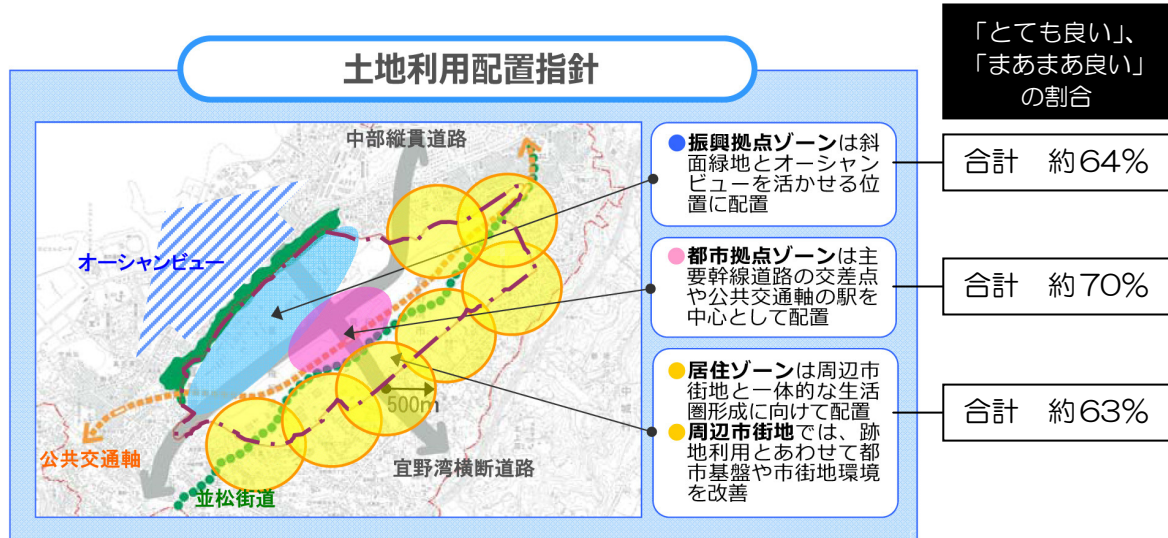 土地利用配置指針
「とても良い」、
「まあまあ良い」
の割合
中部縦貫道路
オーシャンビュー
500m
公共交通軸
宜野湾横断道路
並松街道
●振興拠点ゾーンは斜
面緑地とオーシャン
ビューを活かせる位
置に配置
合計 約64%
●都市拠点ゾーンは主
要幹線道路の交差点
や公共交通軸の駅を
中心として配置
合計 約70%
●居住ゾーンは周辺市
街地と一体的な生活
圏形成に向けて配置
●周辺市街地では、跡
地利用とあわせて都
市基盤や市街地環境
を改善
合計 約63%